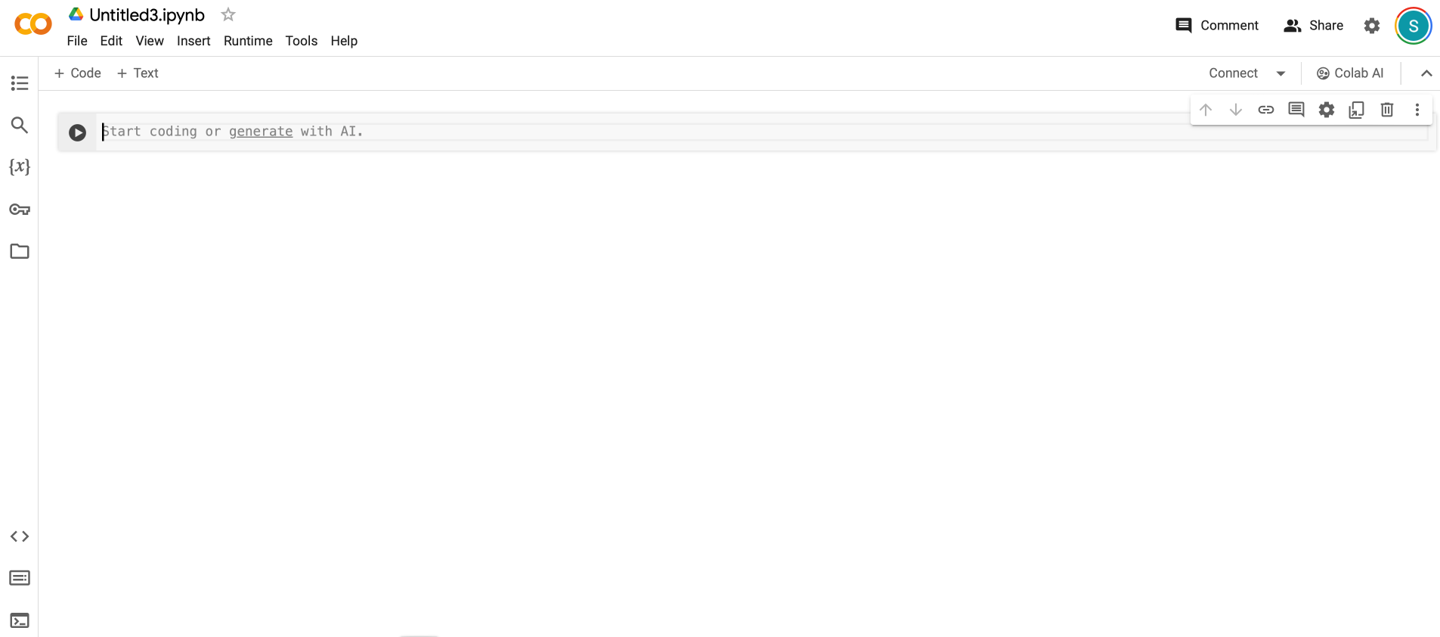 Untitled3.ipynb
File Edit View Insert Runtime Tools Help
Comment Share S
+ Code + Text
Connect Colab AI
{x}
Start coding or generate with AI.